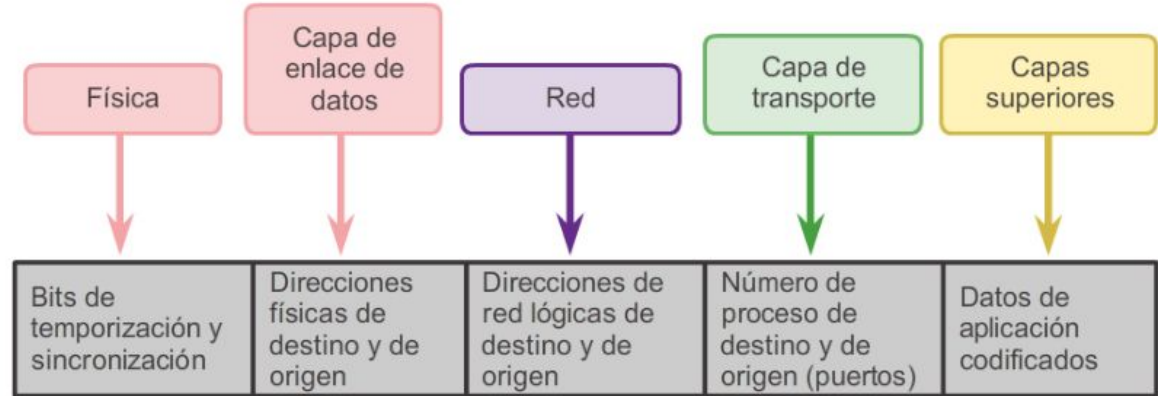 Física
Capa de
enlace de
datos
Red
Capa de
transporte
Capas
superiores
Bits de
temporización y
sincronización
Direcciones
físicas de
destino y de
origen
Direcciones de
red lógicas de
destino y de
origen
Número de
proceso de
destino y de
origen (puertos)
Datos de
aplicación
codificados